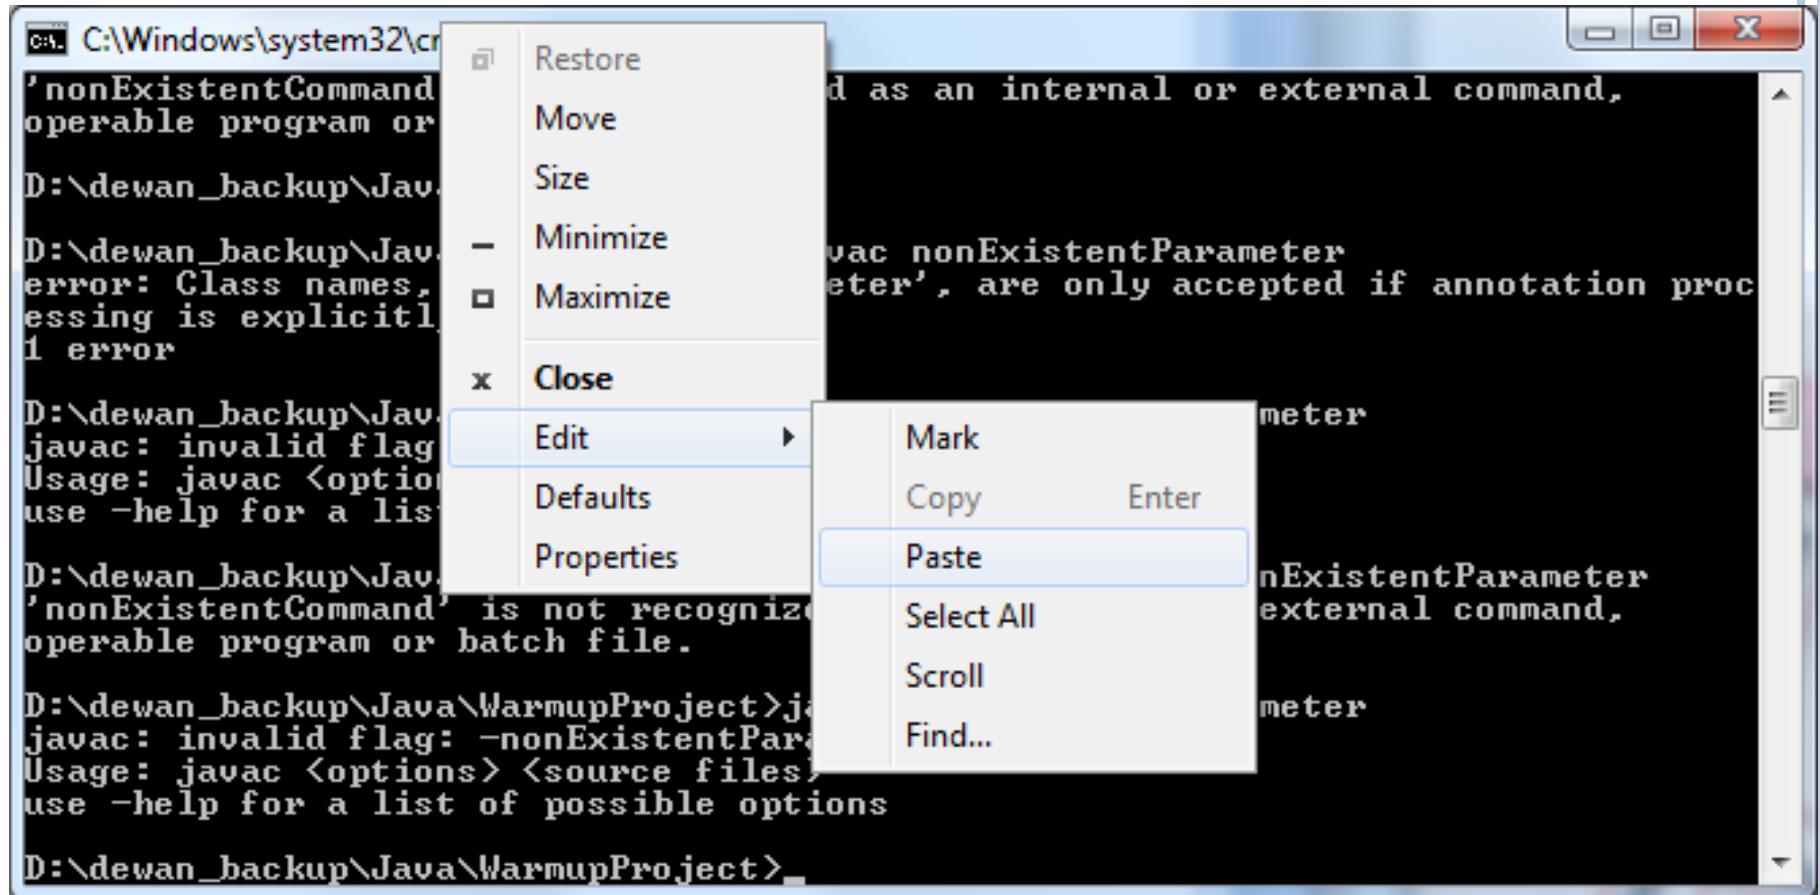 C:\Windows\system32\cr
'nonExistentCommand d as an internal or external command,
operable program or
D:\dewan_backup\Jav
D:\dewan_backup\Jav vac nonExistentParameter
error: Class names, eter', are only accepted if annotation proc
essing is explicitl
1 error
D:\dewan_backup\Jav meter
javac: invalid flag
Usage: javac <optio
use -help for a lis
D:\dewan_backup\Jav nExistentParameter
'nonExistentCommand' is not recognize external command,
operable program or batch file.
D:\dewan_backup\Java\WarmupProject>ja meter
javac: invalid flag: -nonExistentPara
Usage: javac <options> <source files>
use -help for a list of possible options
D:\dewan_backup\Java\WarmupProject>_
Restore
Move
Size
Minimize
Maximize
Close
Edit
Defaults
Properties
Mark
Copy Enter
Paste
Select All
Scroll
Find...